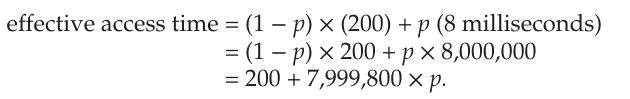 effective access time = (1 − p) × (200) + p (8 milliseconds)
= (1 − p) × 200 + p × 8,000,000
= 200 + 7,999,800 × p.